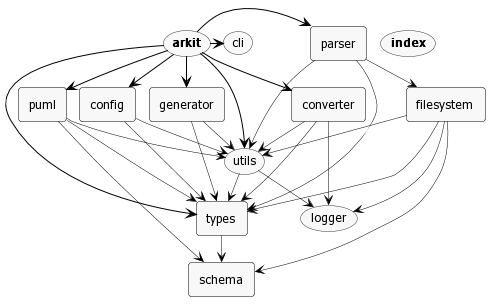 arkit
cli
parser
index
puml
config
generator
converter
filesystem
utils
types
logger
schema